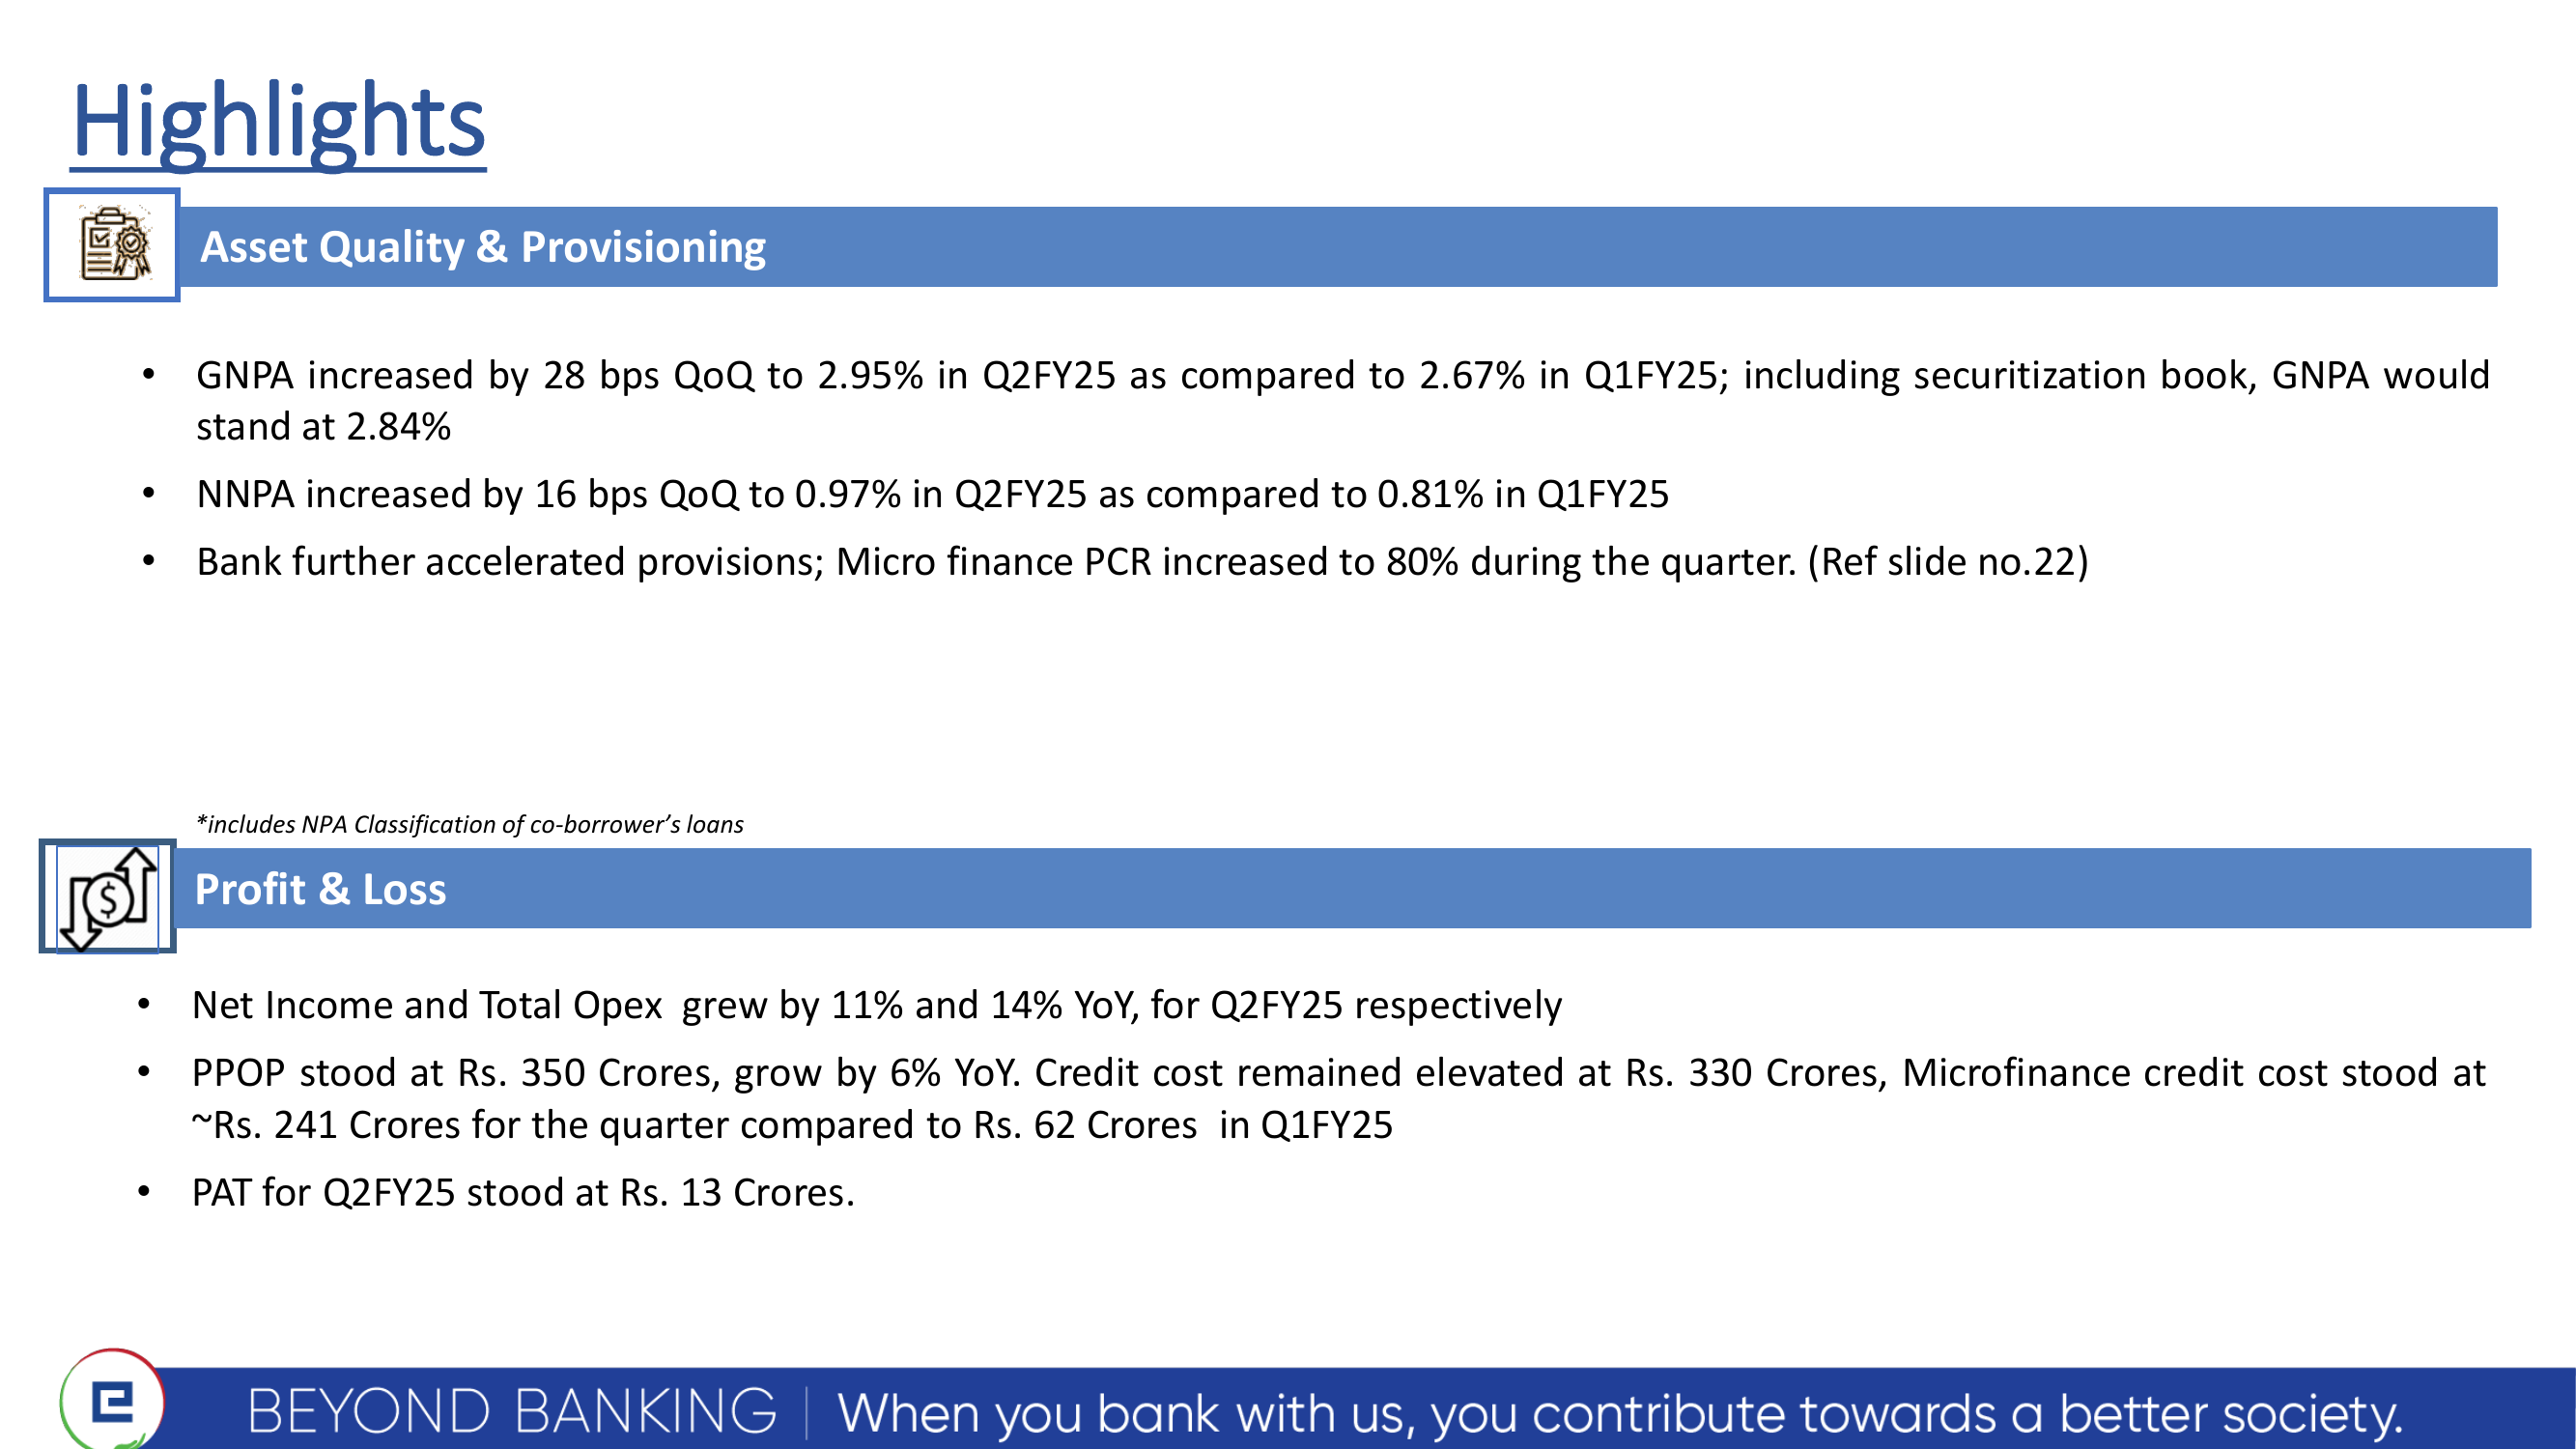 Highlights
Asset Quality & Provisioning
• GNPA increased by 28 bps QoQ to 2.95% in Q2FY25 as compared to 2.67% in Q1FY25; including securitization book, GNPA would
stand at 2.84%
• NNPA increased by 16 bps QoQ to 0.97% in Q2FY25 as compared to 0.81% in Q1FY25
• Bank further accelerated provisions; Micro finance PCR increased to 80% during the quarter. (Ref slide no.22)
*includes NPA Classification of co-borrower’s loans
Profit & Loss
• Net Income and Total Opex  grew by 11% and 14% YoY, for Q2FY25 respectively
• PPOP stood at Rs. 350 Crores, grow by 6% YoY. Credit cost remained elevated at Rs. 330 Crores, Microfinance credit cost stood at
~Rs. 241 Crores for the quarter compared to Rs. 62 Crores  in Q1FY25
• PAT for Q2FY25 stood at Rs. 13 Crores.
BEYOND BANKING | When you bank with us, you contribute towards a better society.